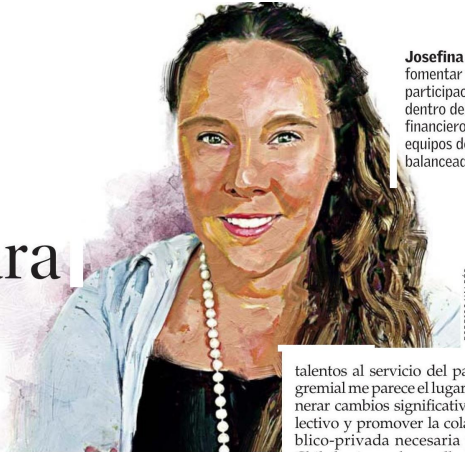 Josefina
fomentar
participac
dentro de
financiero
equipos de
balancead
ara
talentos al servicio del pa
gremial me parece el lugar
nerar cambios significativ
lectivo y promover la cola
blico-privada necesaria